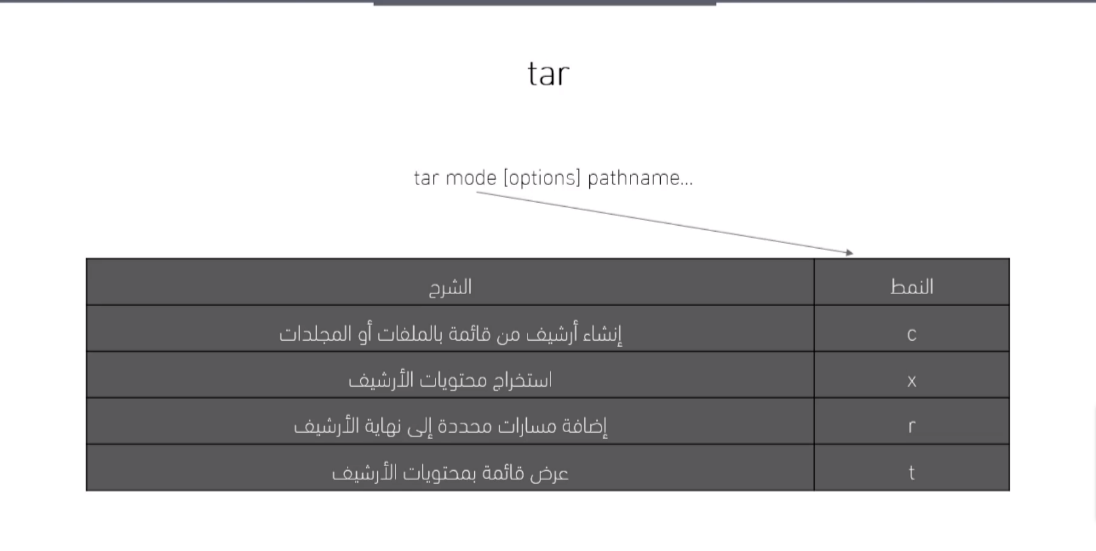 tar
tar mode [options] pathname...
النمط الشرح
c إنشاء أرشيف من قائمة بالملفات أو المجلدات
x استخراج محتويات الأرشيف
r إضافة مسارات محددة إلى نهاية الأرشيف
t عرض قائمة بمحتويات الأرشيف